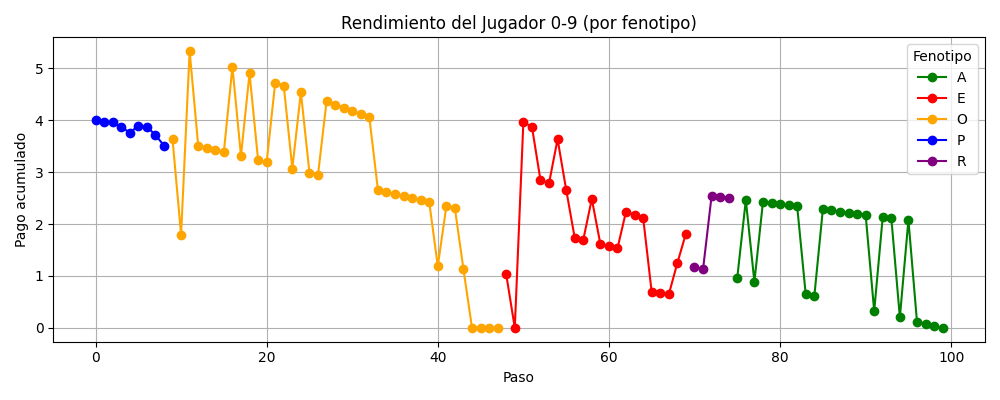 Rendimiento del Jugador 0-9 (por fenotipo)
Pago acumulado
5
4
3
2
1
0
0
20
40
60
80
100
Paso
Fenotipo
A
E
O
P
R